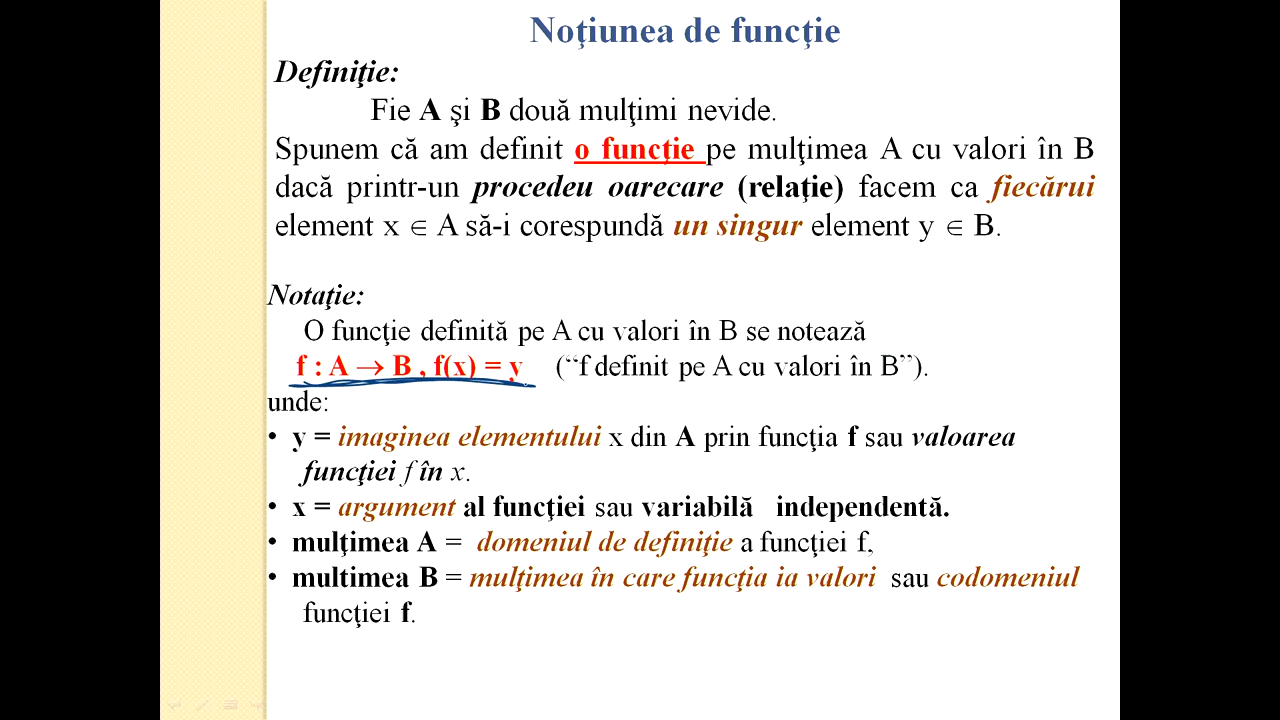 Noţiunea de funcţie
Definiţie:
Fie A şi B două mulţimi nevide.
Spunem că am definit o funcţie pe mulţimea A cu valori în B
dacă printr-un procedeu oarecare (relaţie) facem ca fiecărui
element x ∈ A să-i corespundă un singur element y ∈ B.
Notaţie:
O funcţie definită pe A cu valori în B se notează
f : A → B , f(x) = y (“f definit pe A cu valori în B”).
unde:
• y = imaginea elementului x din A prin funcţia f sau valoarea
funcţiei f în x.
• x = argument al funcţiei sau variabilă independentă.
• mulţimea A = domeniul de definiţie a funcţiei f,
• multimea B = mulţimea în care funcţia ia valori sau codomeniul
funcţiei f.